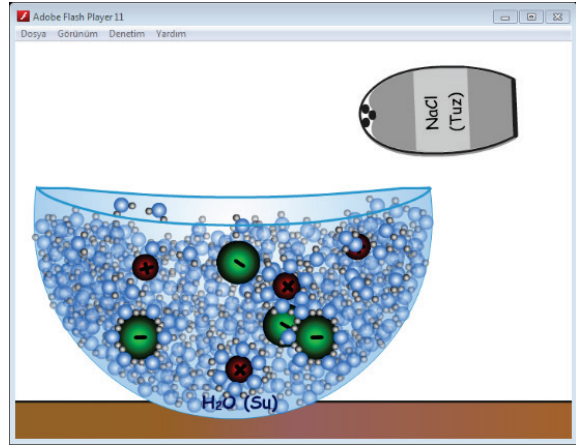 Adobe Flash Player 11
Dosya Görünüm Denetim Yardım
NaCl
(Tuz)
H₂O (Su)